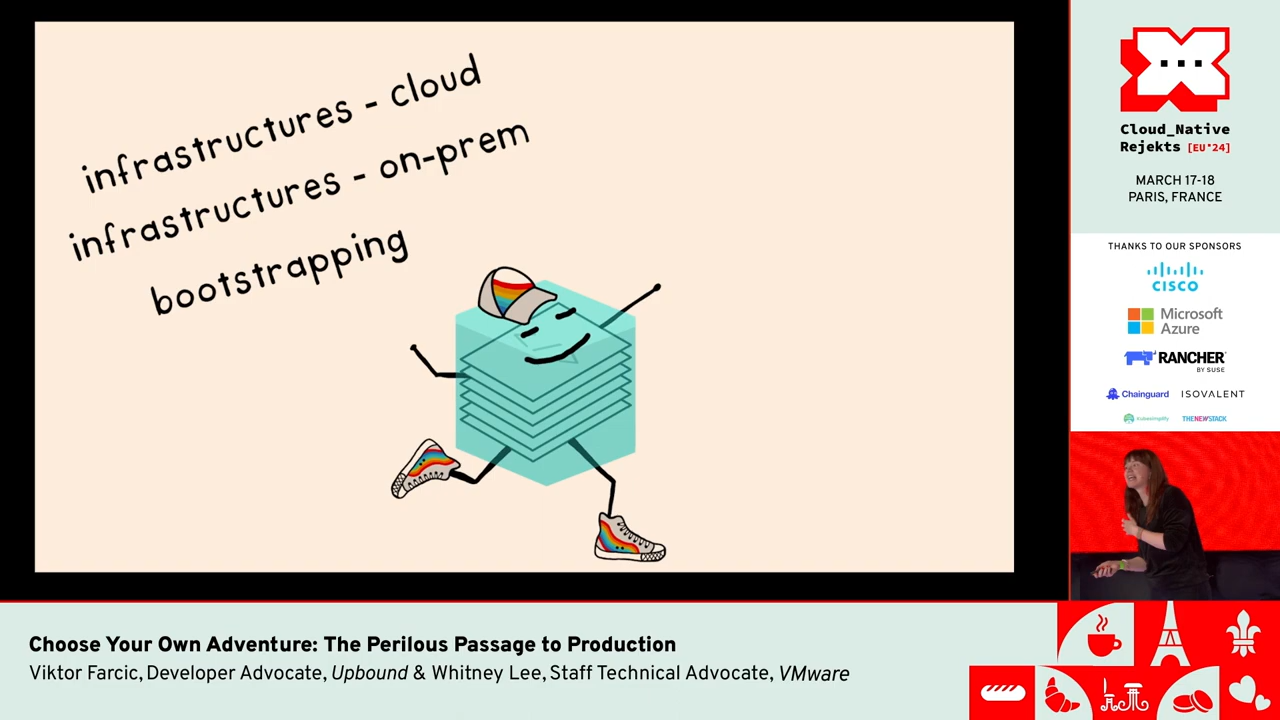 infrastructures - cloud
infrastructures - on-prem
bootstrapping
Cloud_Native
Rejekts [EU'24]
MARCH 17-18
PARIS, FRANCE
THANKS TO OUR SPONSORS
CISCO
Microsoft
Azure
RANCHER
BY SUSE
Chainguard ISOVALENT
kubesimplify THENEWSTACK
Choose Your Own Adventure: The Perilous Passage to Production
Viktor Farcic, Developer Advocate, Upbound & Whitney Lee, Staff Technical Advocate, VMware